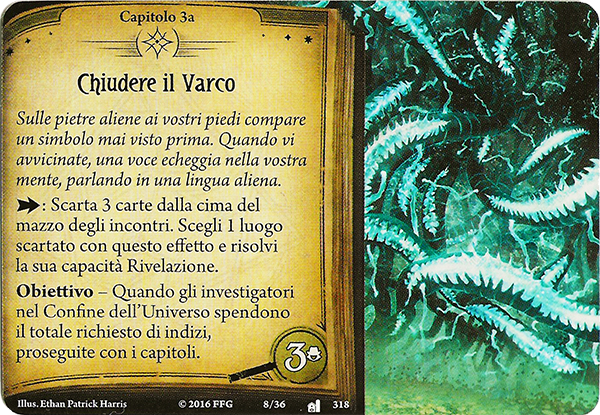 Capitolo 3a
Chiudere il Varco
Sulle pietre aliene ai vostri piedi compare
un simbolo mai visto prima. Quando vi
avvicinate, una voce echeggia nella vostra
mente, parlando in una lingua aliena.
: Scarta 3 carte dalla cima del
mazzo degli incontri. Scegli 1 luogo
scartato con questo effetto e risolvi
la sua capacità Rivelazione.
Obiettivo – Quando gli investigatori
nel Confine dell'Universo spendono
il totale richiesto di indizi,
proseguite con i capitoli.
3
Illus. Ethan Patrick Harris © 2016 FFG 8/36 318